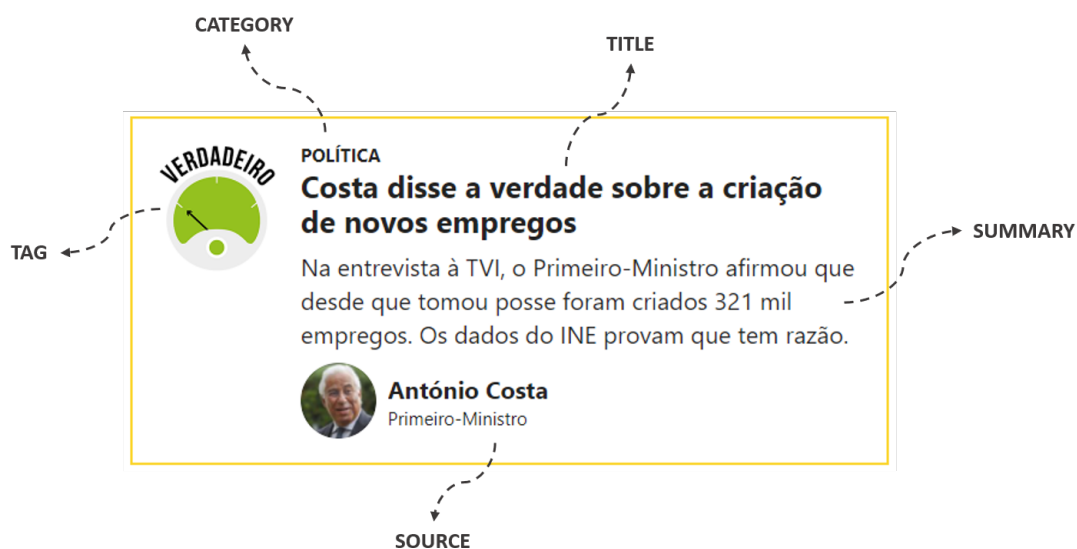 CATEGORY
TITLE
VERDADEIRO
POLÍTICA
Costa disse a verdade sobre a criação
de novos empregos
TAG
SUMMARY
Na entrevista à TVI, o Primeiro-Ministro afirmou que
desde que tomou posse foram criados 321 mil
empregos. Os dados do INE provam que tem razão.
António Costa
Primeiro-Ministro
SOURCE